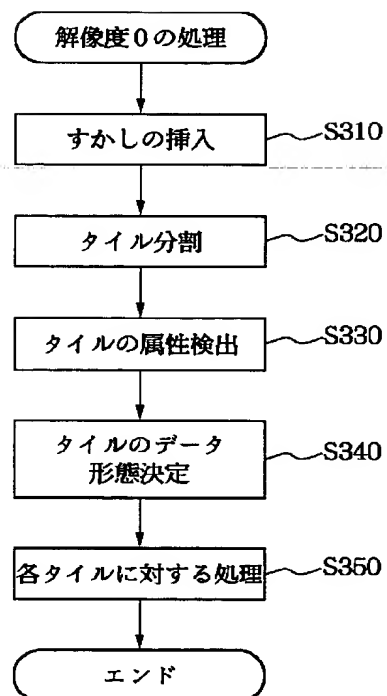 解像度0の処理
すかしの挿入
S310
タイル分割
S320
タイルの属性検出
S330
タイルのデータ
形態決定
S340
各タイルに対する処理
S350
エンド